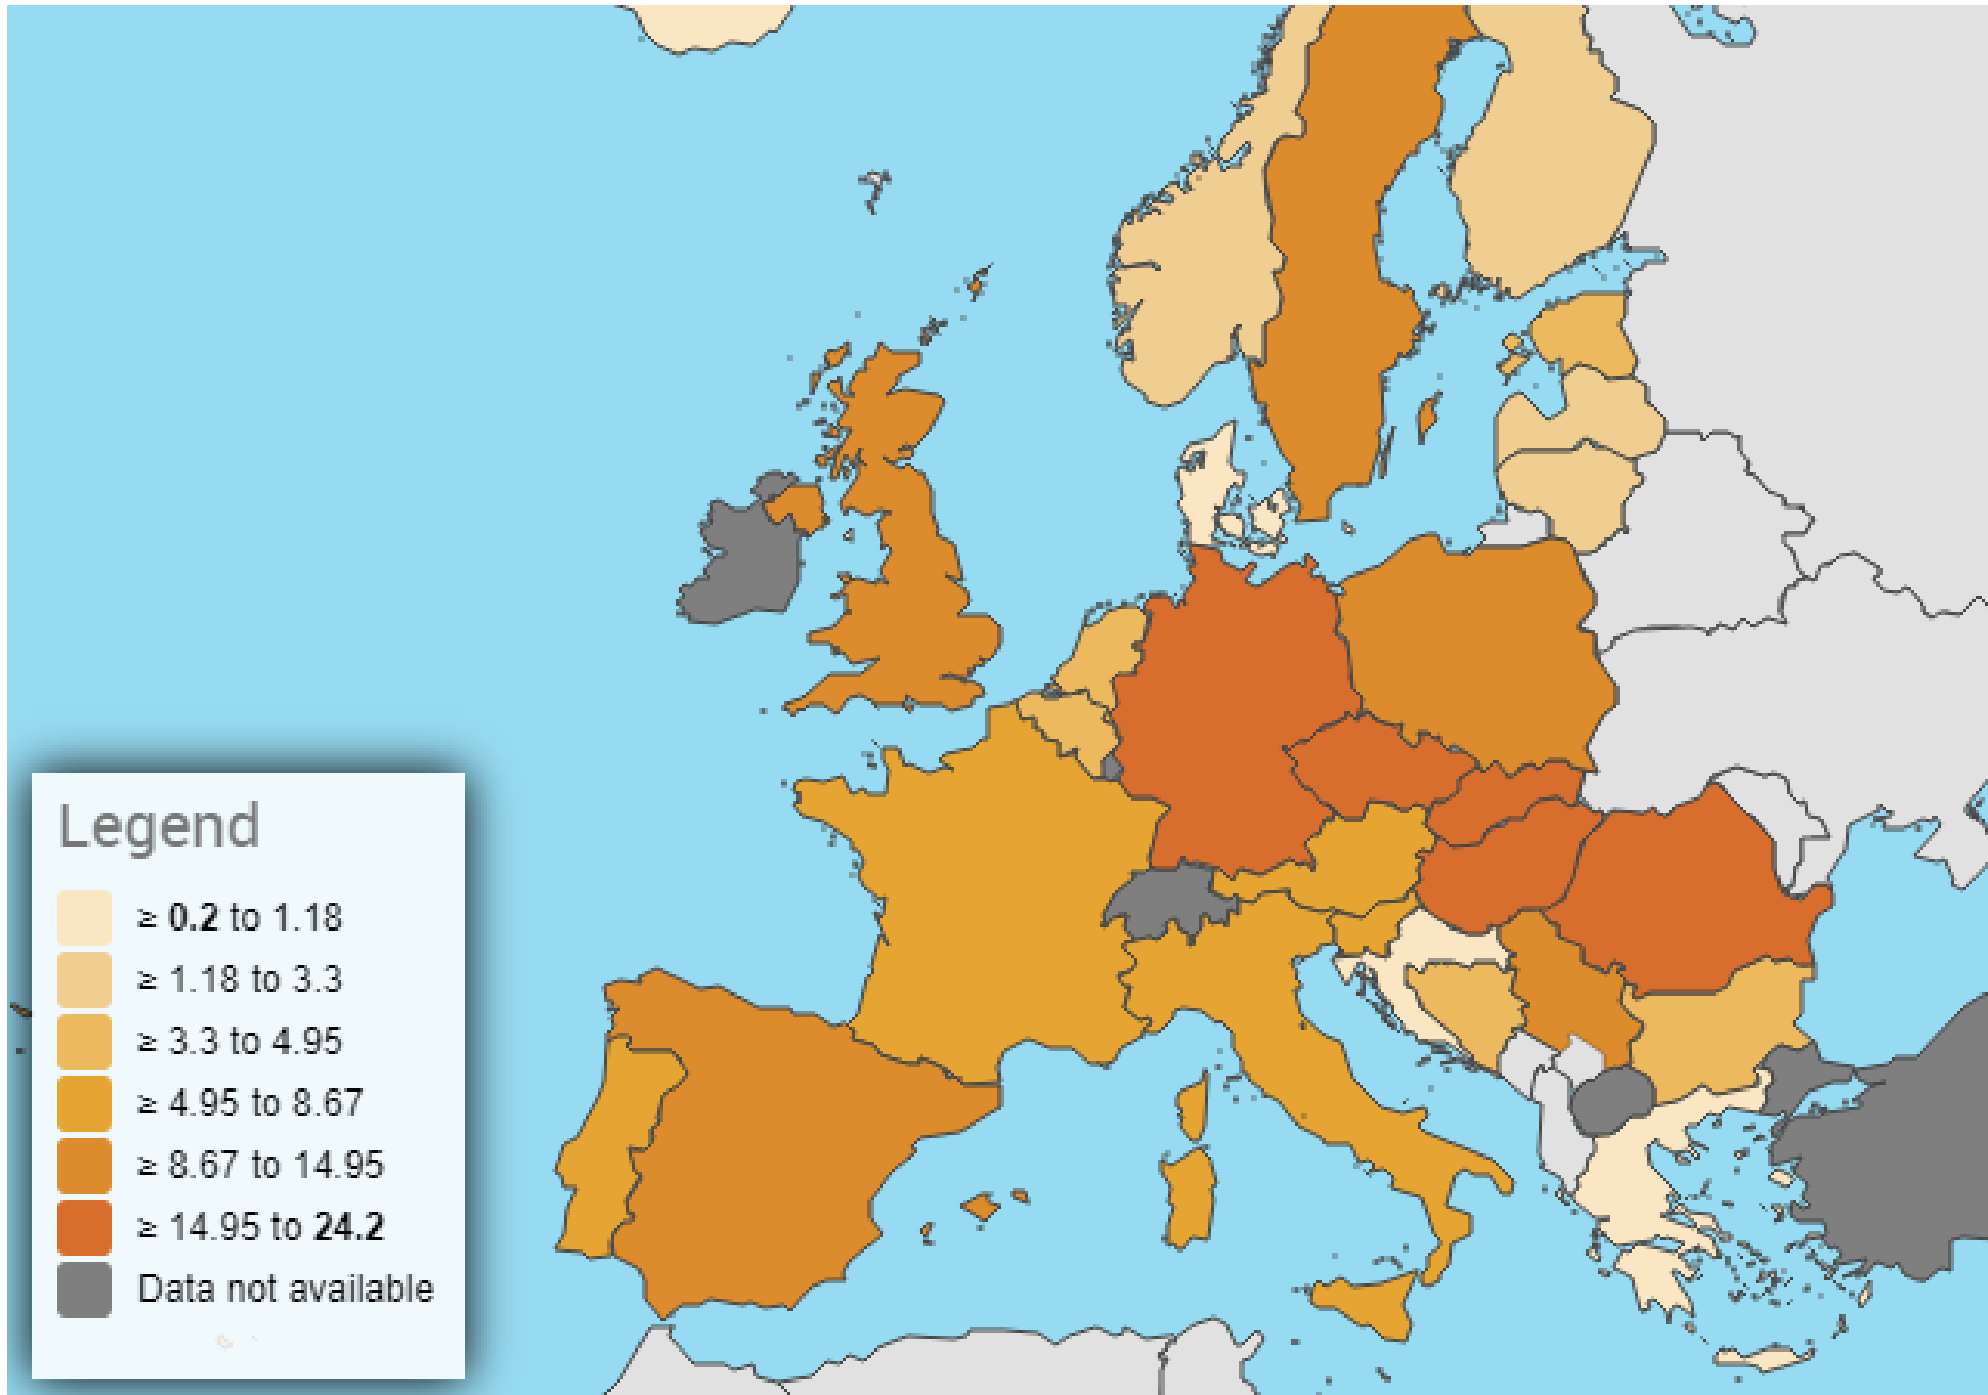 Legend
≥ 0.2 to 1.18
≥ 1.18 to 3.3
≥ 3.3 to 4.95
≥ 4.95 to 8.67
≥ 8.67 to 14.95
≥ 14.95 to 24.2
Data not available